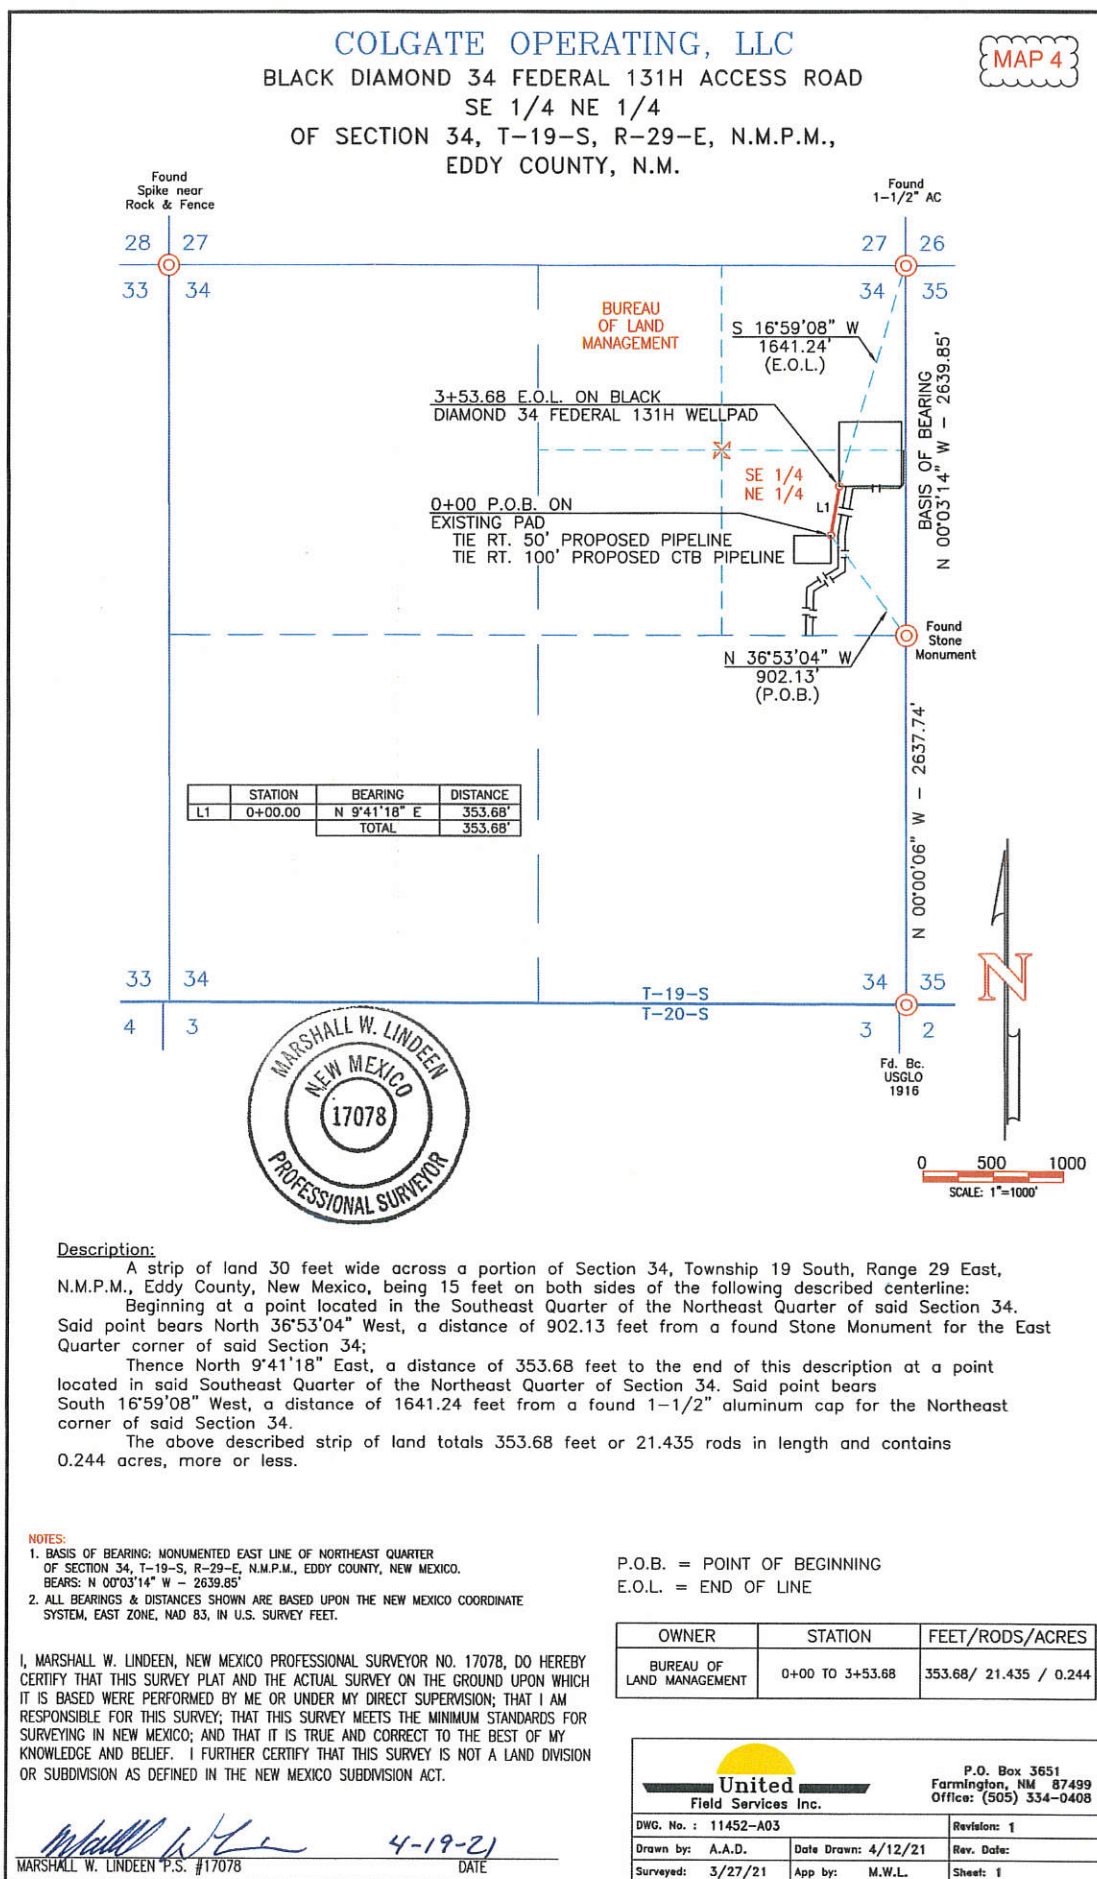 COLGATE OPERATING, LLC
BLACK DIAMOND 34 FEDERAL 131H ACCESS ROAD
SE 1/4 NE 1/4
OF SECTION 34, T-19-S, R-29-E, N.M.P.M.,
EDDY COUNTY, N.M.
MAP 4
Found
Spike near
Rock & Fence
Found
1-1/2" AC
28 27
33 34
27 26
34 35
BUREAU
OF LAND
MANAGEMENT
S 16°59'08" W
1641.24'
(E.O.L.)
BASIS OF BEARING
N 00°03'14" W - 2639.85'
3+53.68 E.O.L. ON BLACK
DIAMOND 34 FEDERAL 131H WELLPAD
SE 1/4
NE 1/4
L1
0+00 P.O.B. ON
EXISTING PAD
TIE RT. 50' PROPOSED PIPELINE
TIE RT. 100' PROPOSED CTB PIPELINE
Found
Stone
Monument
N 36°53'04" W
902.13'
(P.O.B.)
N 00°00'06" W - 2637.74'
STATION BEARING DISTANCE
L1 0+00.00 N 9°41'18" E 353.68'
TOTAL 353.68'
N
33 34
4 3
T-19-S
T-20-S
34 35
3 2
Fd. Bc.
USGLO
1916
MARSHALL W. LINDEEN
NEW MEXICO
17078
PROFESSIONAL SURVEYOR
0 500 1000
SCALE: 1"=1000'
Description:
A strip of land 30 feet wide across a portion of Section 34, Township 19 South, Range 29 East,
N.M.P.M., Eddy County, New Mexico, being 15 feet on both sides of the following described centerline:
Beginning at a point located in the Southeast Quarter of the Northeast Quarter of said Section 34.
Said point bears North 36°53'04" West, a distance of 902.13 feet from a found Stone Monument for the East
Quarter corner of said Section 34;
Thence North 9°41'18" East, a distance of 353.68 feet to the end of this description at a point
located in said Southeast Quarter of the Northeast Quarter of Section 34. Said point bears
South 16°59'08" West, a distance of 1641.24 feet from a found 1-1/2" aluminum cap for the Northeast
corner of said Section 34.
The above described strip of land totals 353.68 feet or 21.435 rods in length and contains
0.244 acres, more or less.
NOTES:
1. BASIS OF BEARING: MONUMENTED EAST LINE OF NORTHEAST QUARTER
OF SECTION 34, T-19-S, R-29-E, N.M.P.M., EDDY COUNTY, NEW MEXICO.
BEARS: N 00°03'14" W - 2639.85'
2. ALL BEARINGS & DISTANCES SHOWN ARE BASED UPON THE NEW MEXICO COORDINATE
SYSTEM, EAST ZONE, NAD 83, IN U.S. SURVEY FEET.
P.O.B. = POINT OF BEGINNING
E.O.L. = END OF LINE
OWNER STATION FEET/RODS/ACRES
BUREAU OF
LAND MANAGEMENT 0+00 TO 3+53.68 353.68/ 21.435 / 0.244
I, MARSHALL W. LINDEEN, NEW MEXICO PROFESSIONAL SURVEYOR NO. 17078, DO HEREBY
CERTIFY THAT THIS SURVEY PLAT AND THE ACTUAL SURVEY ON THE GROUND UPON WHICH
IT IS BASED WERE PERFORMED BY ME OR UNDER MY DIRECT SUPERVISION; THAT I AM
RESPONSIBLE FOR THIS SURVEY; THAT THIS SURVEY MEETS THE MINIMUM STANDARDS FOR
SURVEYING IN NEW MEXICO; AND THAT IT IS TRUE AND CORRECT TO THE BEST OF MY
KNOWLEDGE AND BELIEF. I FURTHER CERTIFY THAT THIS SURVEY IS NOT A LAND DIVISION
OR SUBDIVISION AS DEFINED IN THE NEW MEXICO SUBDIVISION ACT.
4-19-21
MARSHALL W. LINDEEN P.S. #17078 DATE
United
Field Services Inc.
P.O. Box 3651
Farmington, NM 87499
Office: (505) 334-0408
DWG. No. : 11452-A03 Revision: 1
Drawn by: A.A.D. Date Drawn: 4/12/21 Rev. Date:
Surveyed: 3/27/21 App by: M.W.L. Sheet: 1